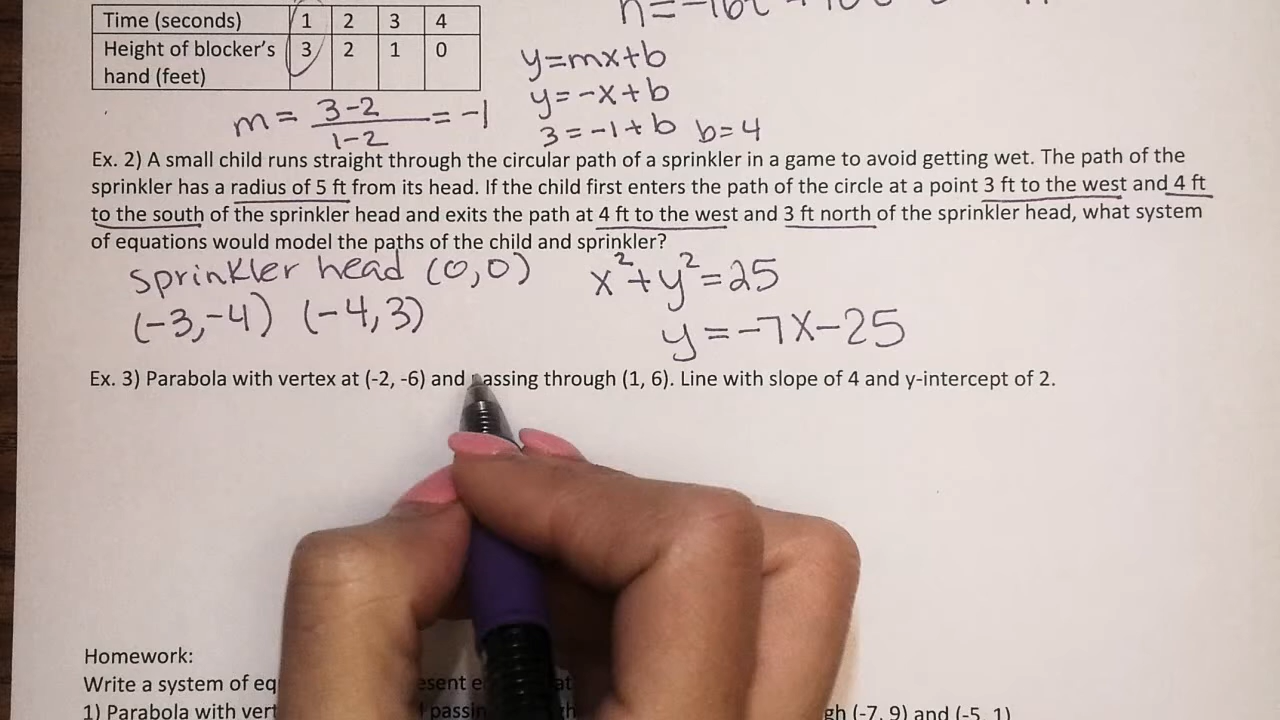 Time (seconds) 1 2 3 4
Height of blocker's 3 2 1 0
hand (feet)
y=mx+b
y=-x+b
m = 3-2 / 1-2 = -1
3=-1+b b=4
Ex. 2) A small child runs straight through the circular path of a sprinkler in a game to avoid getting wet. The path of the
sprinkler has a radius of 5 ft from its head. If the child first enters the path of the circle at a point 3 ft to the west and 4 ft
to the south of the sprinkler head and exits the path at 4 ft to the west and 3 ft north of the sprinkler head, what system
of equations would model the paths of the child and sprinkler?
sprinkler head (0,0) x²+y²=25
(-3,-4) (-4,3) y=-7x-25
Ex. 3) Parabola with vertex at (-2, -6) and passing through (1, 6). Line with slope of 4 and y-intercept of 2.
Homework:
Write a system of
1) Parabola with (-7, 9) and (-5, 1)